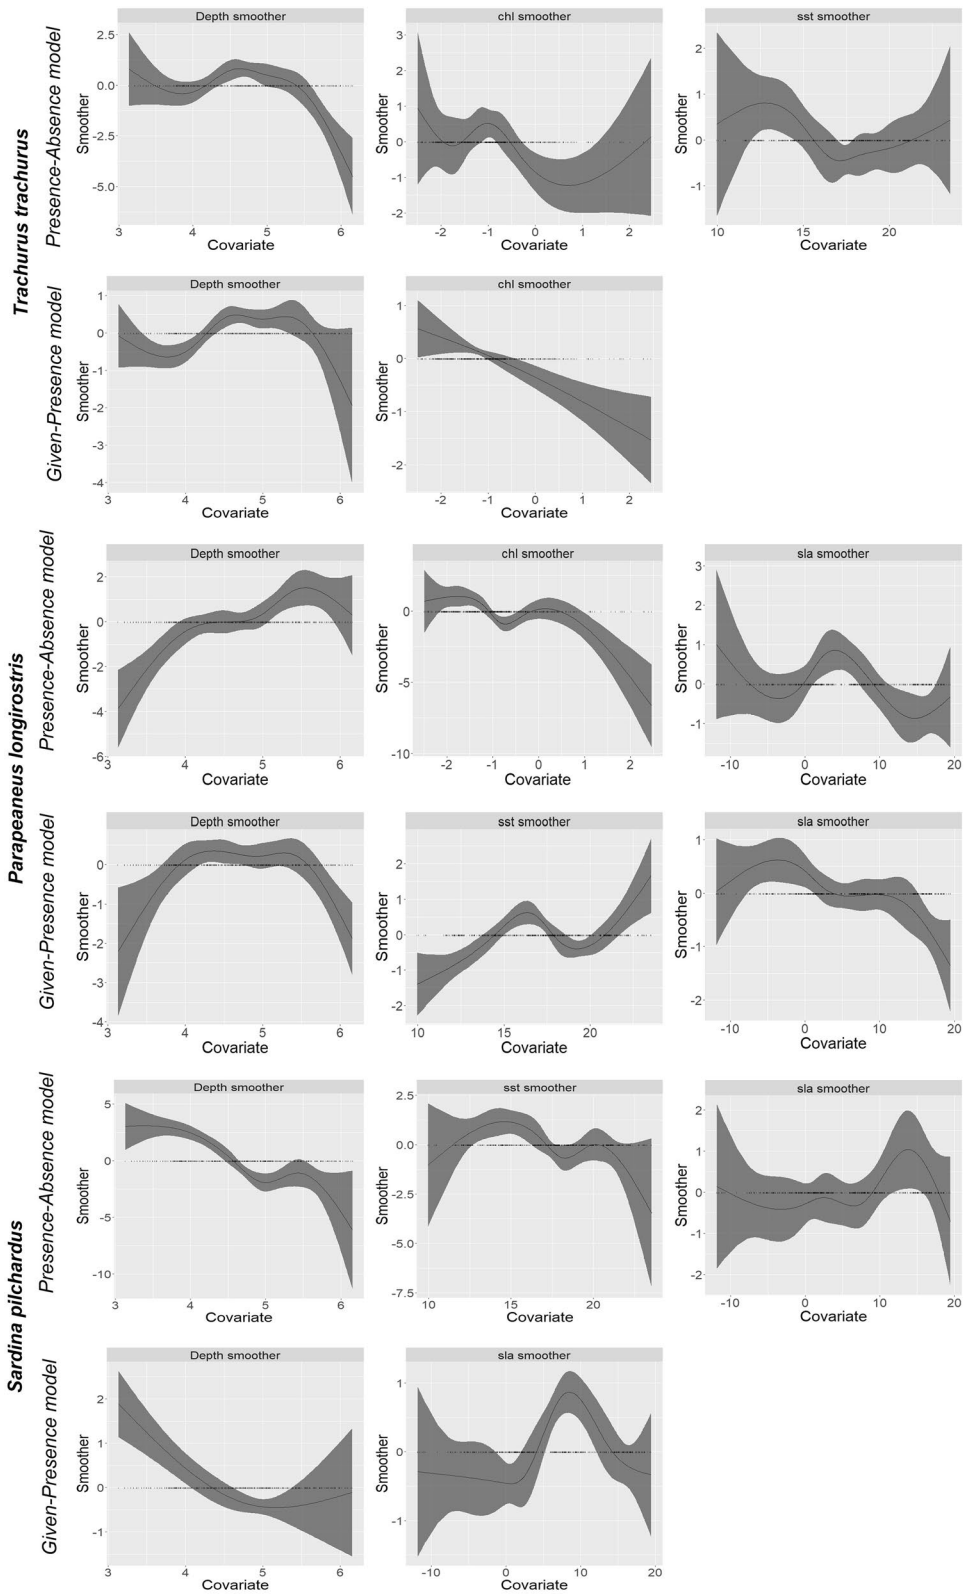 Trachurus trachurus
Presence-Absence model
Depth smoother
Smoother
2.5
0.0
-2.5
-5.0
3 4 5 6
Covariate
chl smoother
Smoother
3
2
1
0
-1
-2
-2 -1 0 1 2
Covariate
sst smoother
Smoother
2
1
0
-1
10 15 20
Covariate
Given-Presence model
Depth smoother
Smoother
1
0
-1
-2
-3
-4
3 4 5 6
Covariate
chl smoother
Smoother
1
0
-1
-2
-2 -1 0 1 2
Covariate
Parapeaneus longirostris
Presence-Absence model
Depth smoother
Smoother
2
0
-2
-4
-6
3 4 5 6
Covariate
chl smoother
Smoother
0
-5
-10
-2 -1 0 1 2
Covariate
sla smoother
Smoother
3
2
1
0
-1
-10 0 10 20
Covariate
Given-Presence model
Depth smoother
Smoother
0
-1
-2
-3
-4
3 4 5 6
Covariate
sst smoother
Smoother
2
1
0
-1
-2
10 15 20
Covariate
sla smoother
Smoother
1
0
-1
-2
-10 0 10 20
Covariate
Sardina pilchardus
Presence-Absence model
Depth smoother
Smoother
5
0
-5
-10
3 4 5 6
Covariate
sst smoother
Smoother
2.5
0.0
-2.5
-5.0
-7.5
10 15 20
Covariate
sla smoother
Smoother
2
1
0
-1
-2
-10 0 10 20
Covariate
Given-Presence model
Depth smoother
Smoother
2
1
0
-1
3 4 5 6
Covariate
sla smoother
Smoother
1
0
-1
-10 0 10 20
Covariate